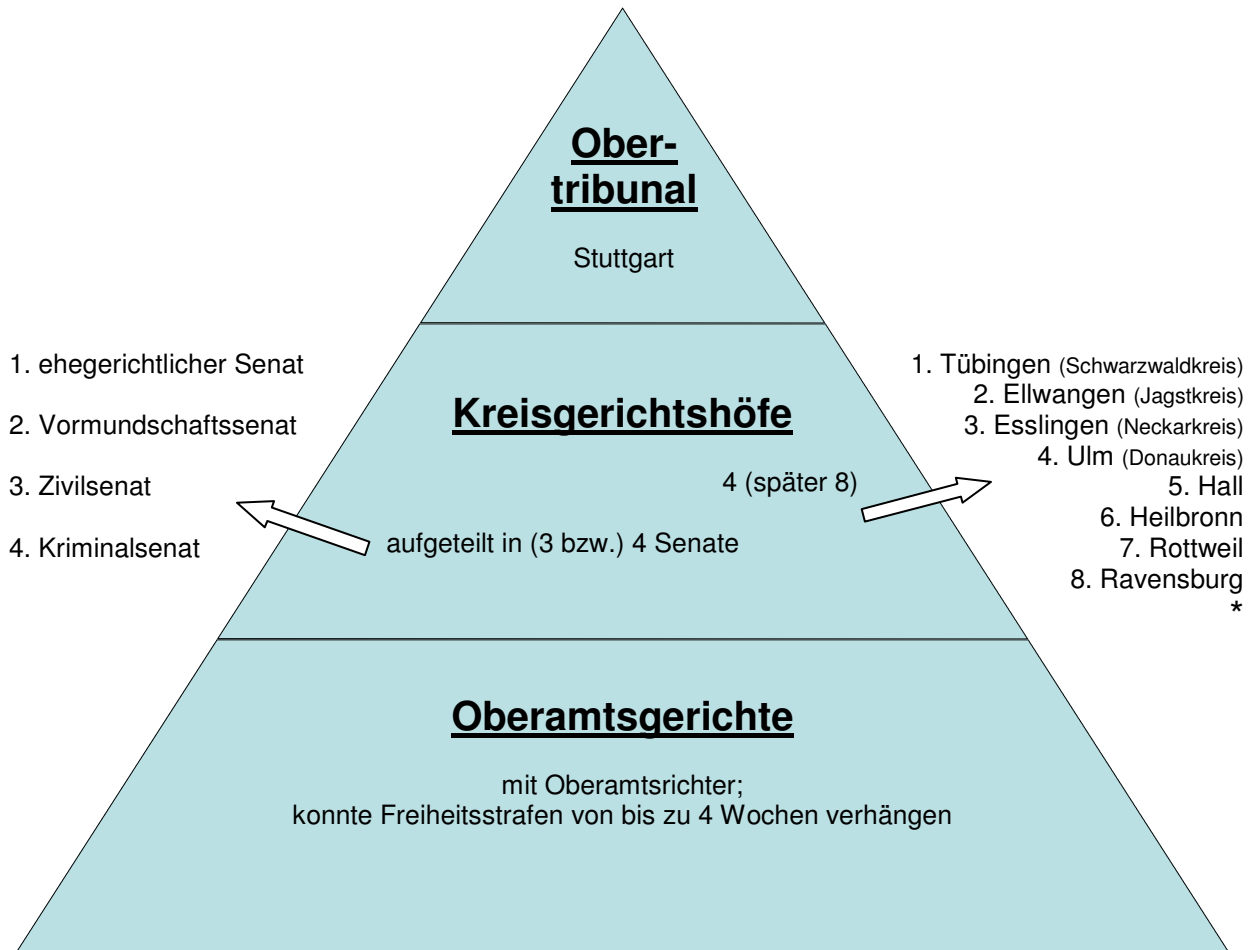 Ober-
tribunal
Stuttgart
1. ehegerichtlicher Senat
2. Vormundschaftssenat
3. Zivilsenat
4. Kriminalsenat
Kreisgerichtshöfe
4 (später 8)
aufgeteilt in (3 bzw.) 4 Senate
1. Tübingen (Schwarzwaldkreis)
2. Ellwangen (Jagstkreis)
3. Esslingen (Neckarkreis)
4. Ulm (Donaukreis)
5. Hall
6. Heilbronn
7. Rottweil
8. Ravensburg
*
Oberamtsgerichte
mit Oberamtsrichter;
konnte Freiheitsstrafen von bis zu 4 Wochen verhängen